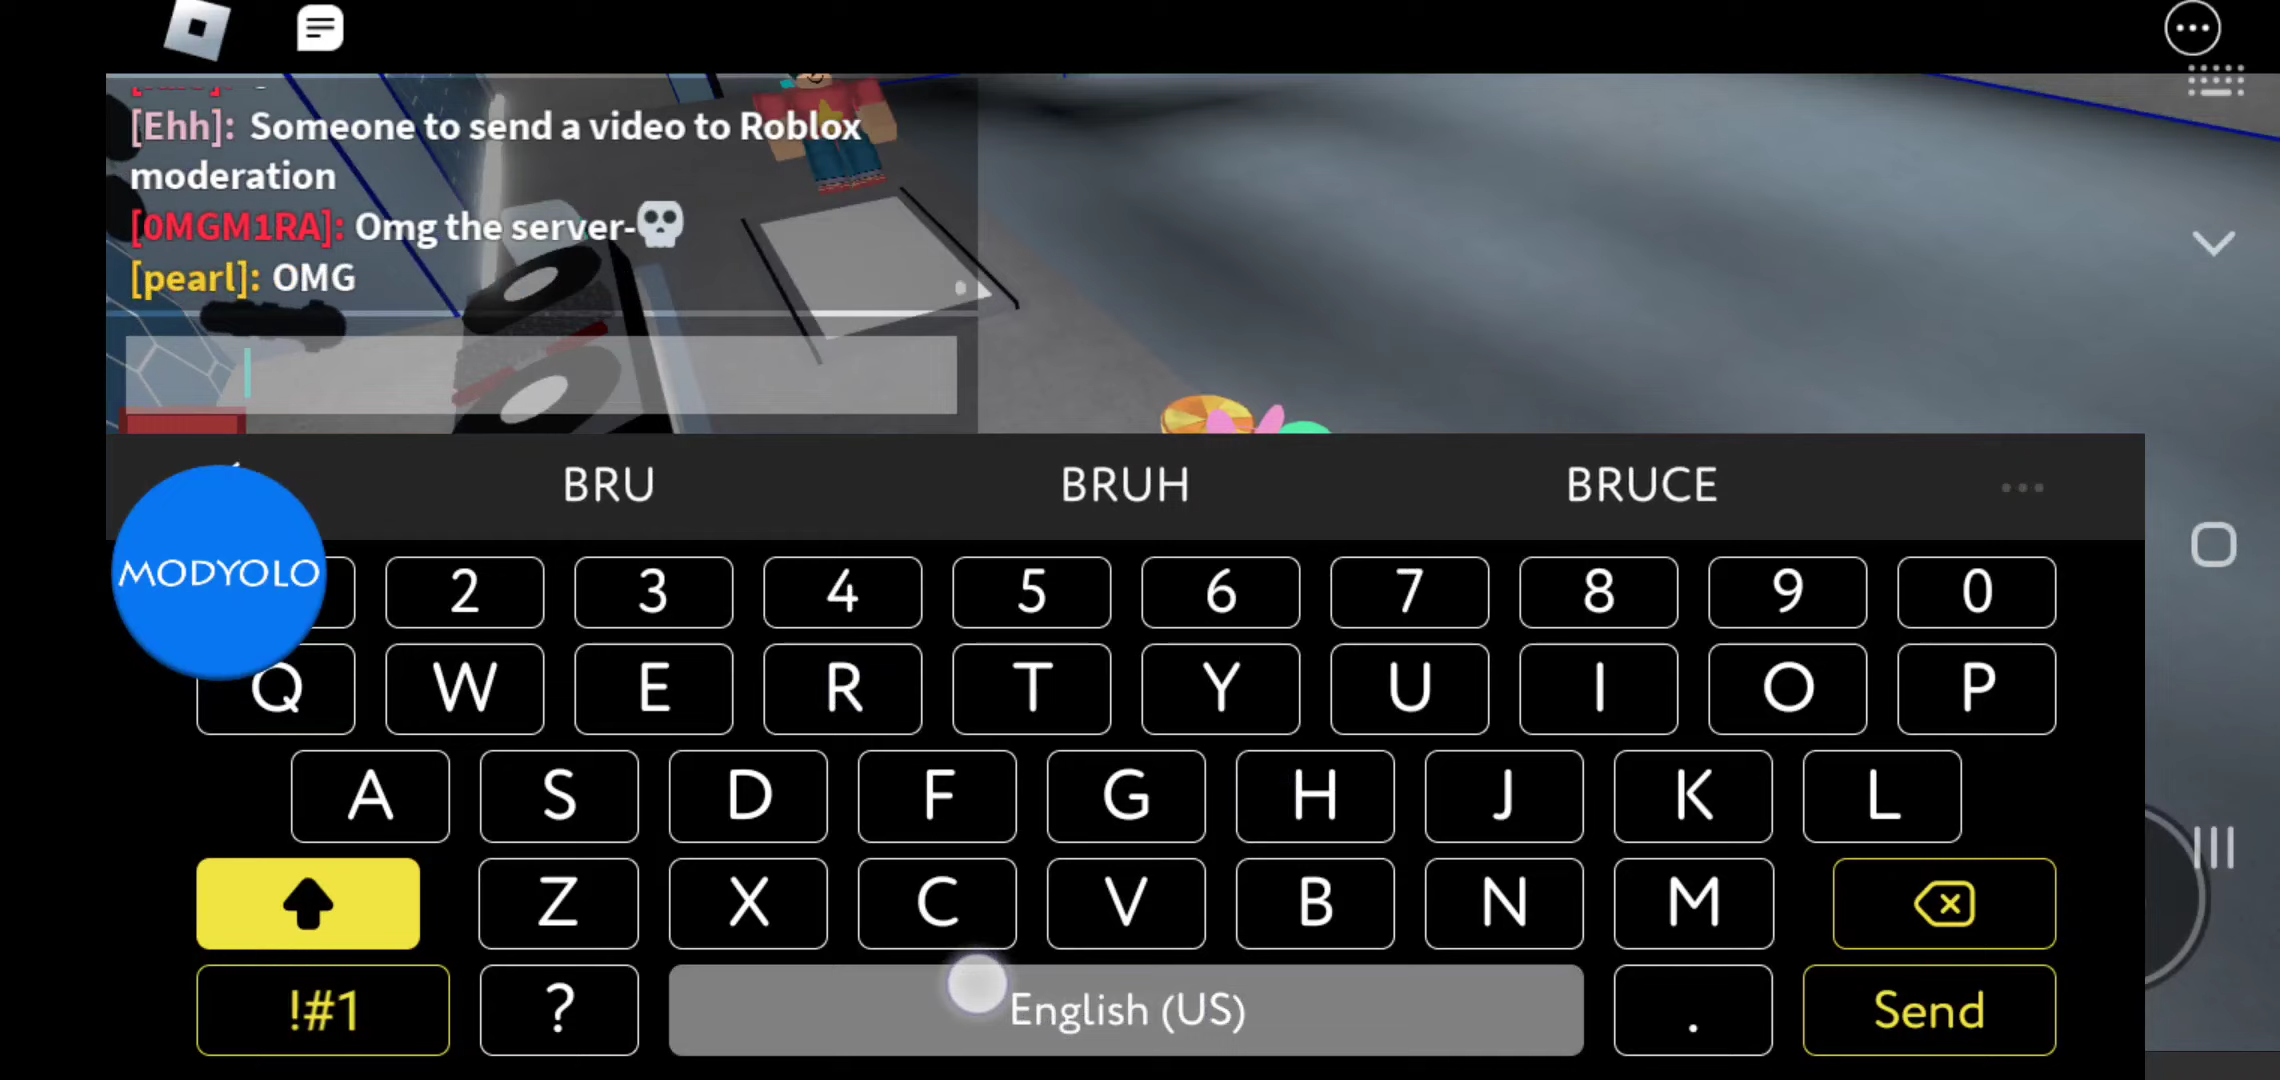 [Ehh]: Someone to send a video to Roblox
moderation
[0MGM1RA]: Omg the server-💀
[pearl]: OMG
BRU BRUH BRUCE
MODYOLO
2 3 4 5 6 7 8 9 0
Q W E R T Y U I O P
A S D F G H J K L
Z X C V B N M
!#1 ? English (US) . Send